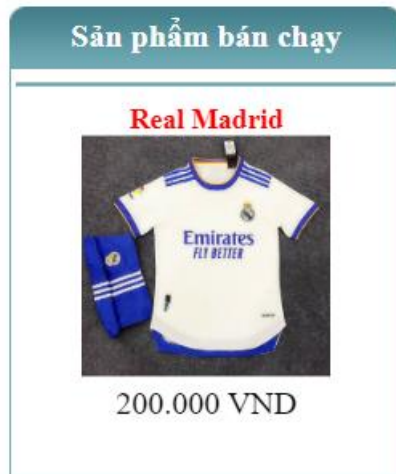 Sản phẩm bán chạy
Real Madrid
Emirates
FLY BETTER
200.000 VND